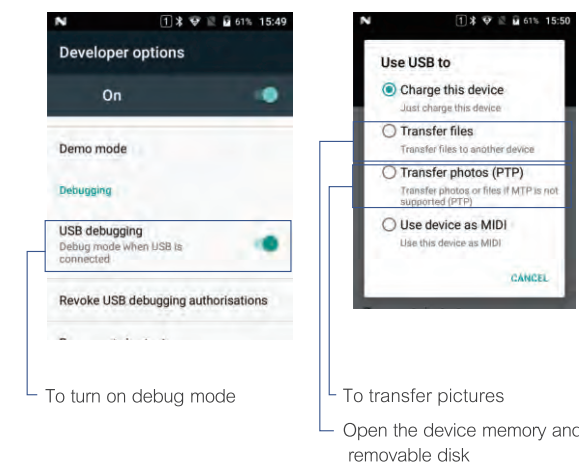 N 1 61% 15:49
Developer options
On
Demo mode
Debugging
USB debugging
Debug mode when USB is
connected
Revoke USB debugging authorisations
To turn on debug mode
N 1 61% 15:50
Use USB to
Charge this device
Just charge this device
Transfer files
Transfer files to another device
Transfer photos (PTP)
Transfer photos or files if MTP is not
supported (PTP)
Use device as MIDI
Use this device as MIDI
CANCEL
To transfer pictures
Open the device memory and
removable disk